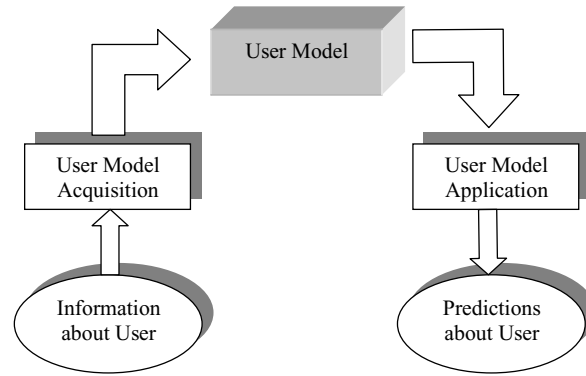 User Model
User Model
Acquisition
User Model
Application
Information
about User
Predictions
about User